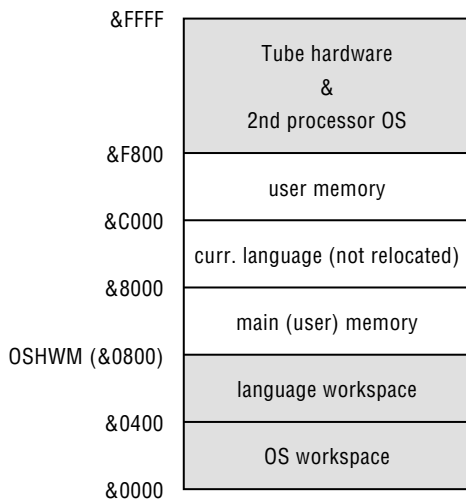 &FFFF
Tube hardware
&
2nd processor OS
&F800
user memory
&C000
curr. language (not relocated)
&8000
main (user) memory
OSHWM (&0800)
language workspace
&0400
OS workspace
&0000